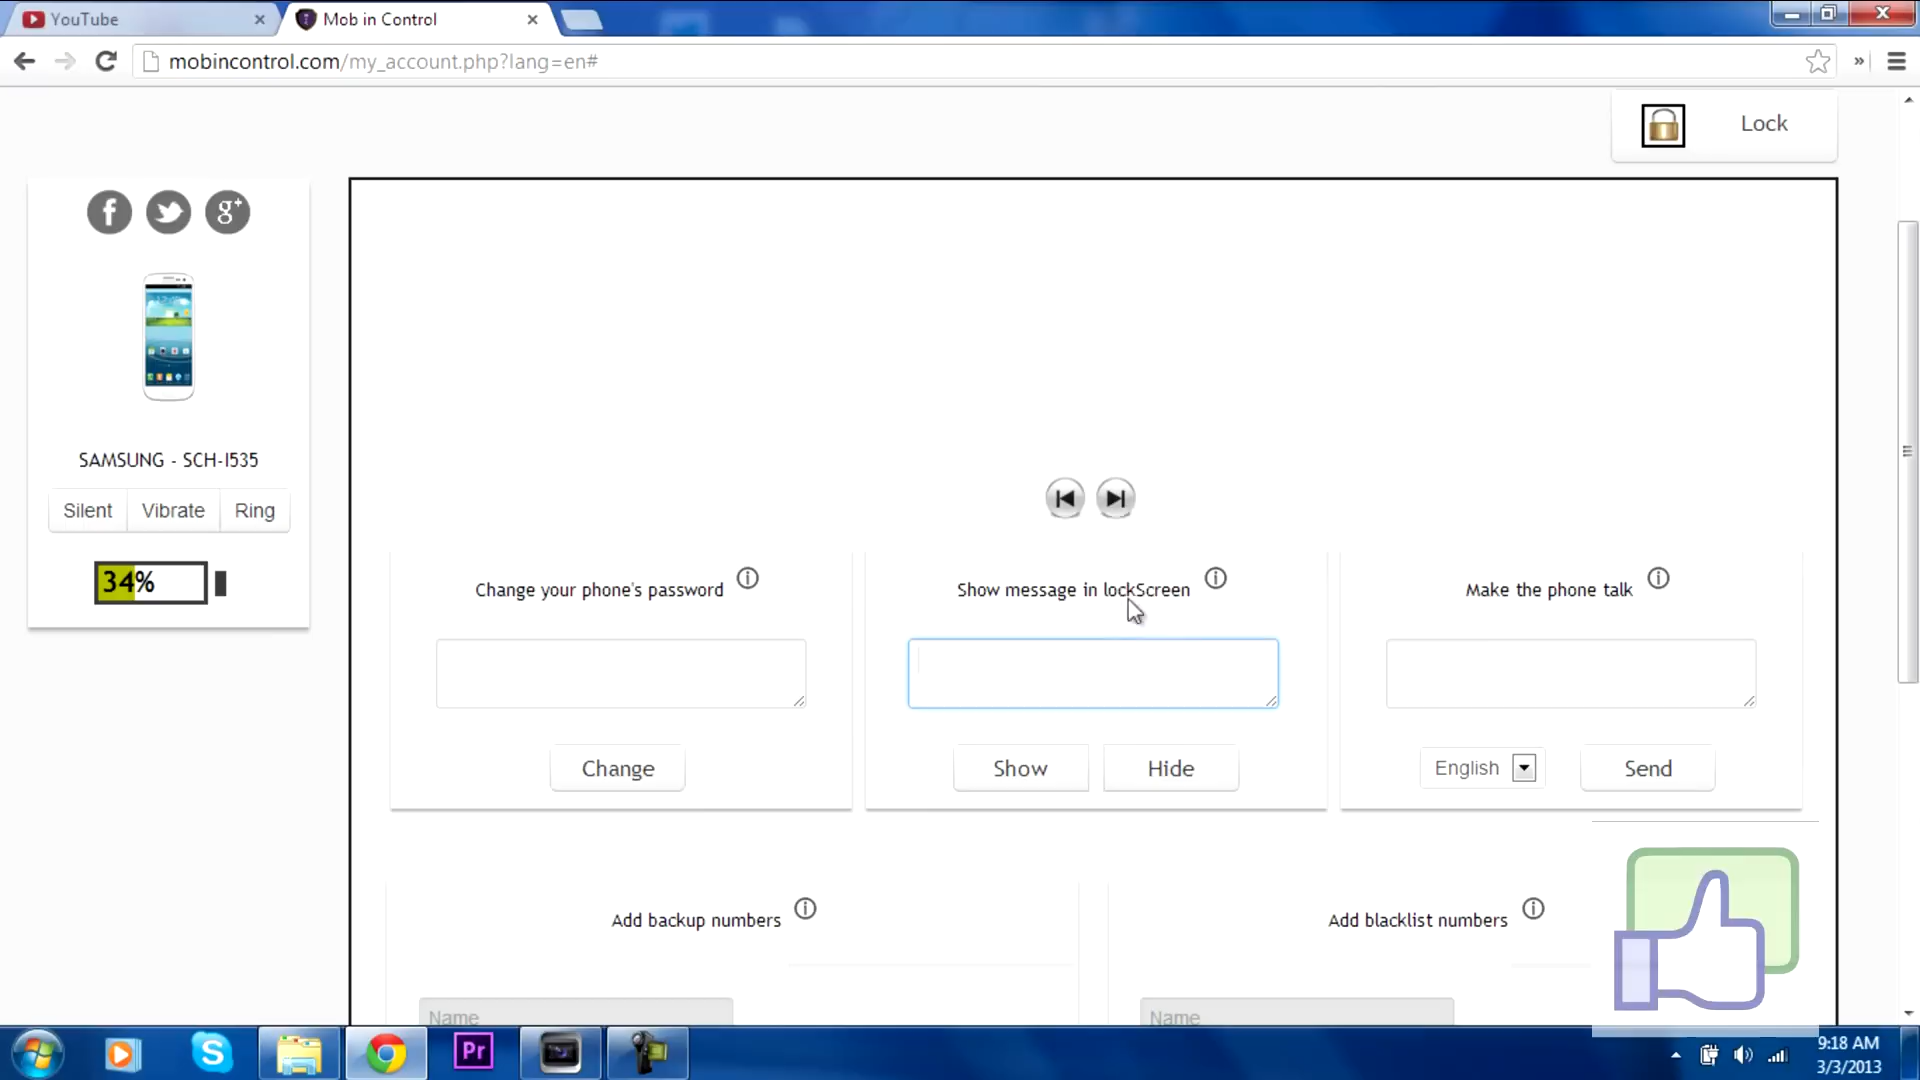 YouTube
Mob in Control
mobincontrol.com/my_account.php?lang=en#
Lock
SAMSUNG - SCH-I535
Silent Vibrate Ring
34%
Change your phone's password
Show message in lockScreen
Make the phone talk
Change
Show Hide
English Send
Add backup numbers
Add blacklist numbers
Name
Name
Pr
9:18 AM
3/3/2013